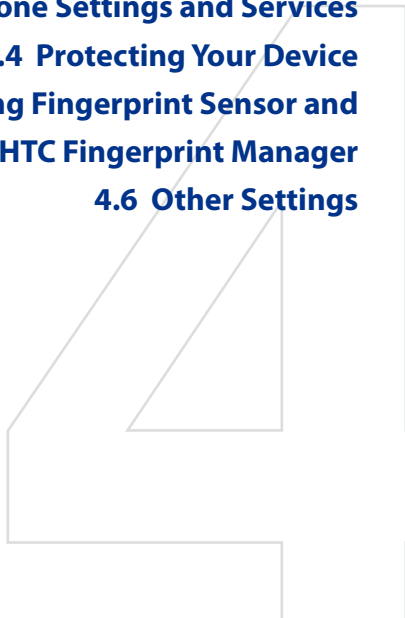 one Settings and Services
.4 Protecting Your Device
ng Fingerprint Sensor and
HTC Fingerprint Manager
4.6 Other Settings
4